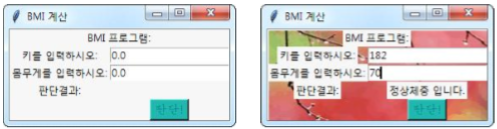 BMI 계산
BMI 프로그램:
키를 입력하시오: 0.0
몸무게를 입력하시오: 0.0
판단결과:
판단!
BMI 계산
BMI 프로그램:
키를 입력하시오: 182
몸무게를 입력하시오: 70
판단결과: 정상체중 입니다.
판단!